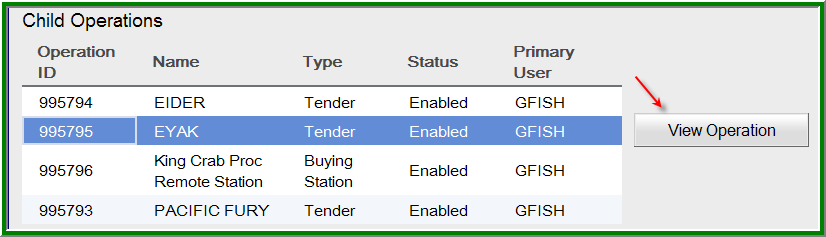 Child Operations
Operation ID Name Type Status Primary User
995794 EIDER Tender Enabled GFISH
995795 EYAK Tender Enabled GFISH
995796 King Crab Proc Remote Station Buying Station Enabled GFISH
995793 PACIFIC FURY Tender Enabled GFISH
View Operation